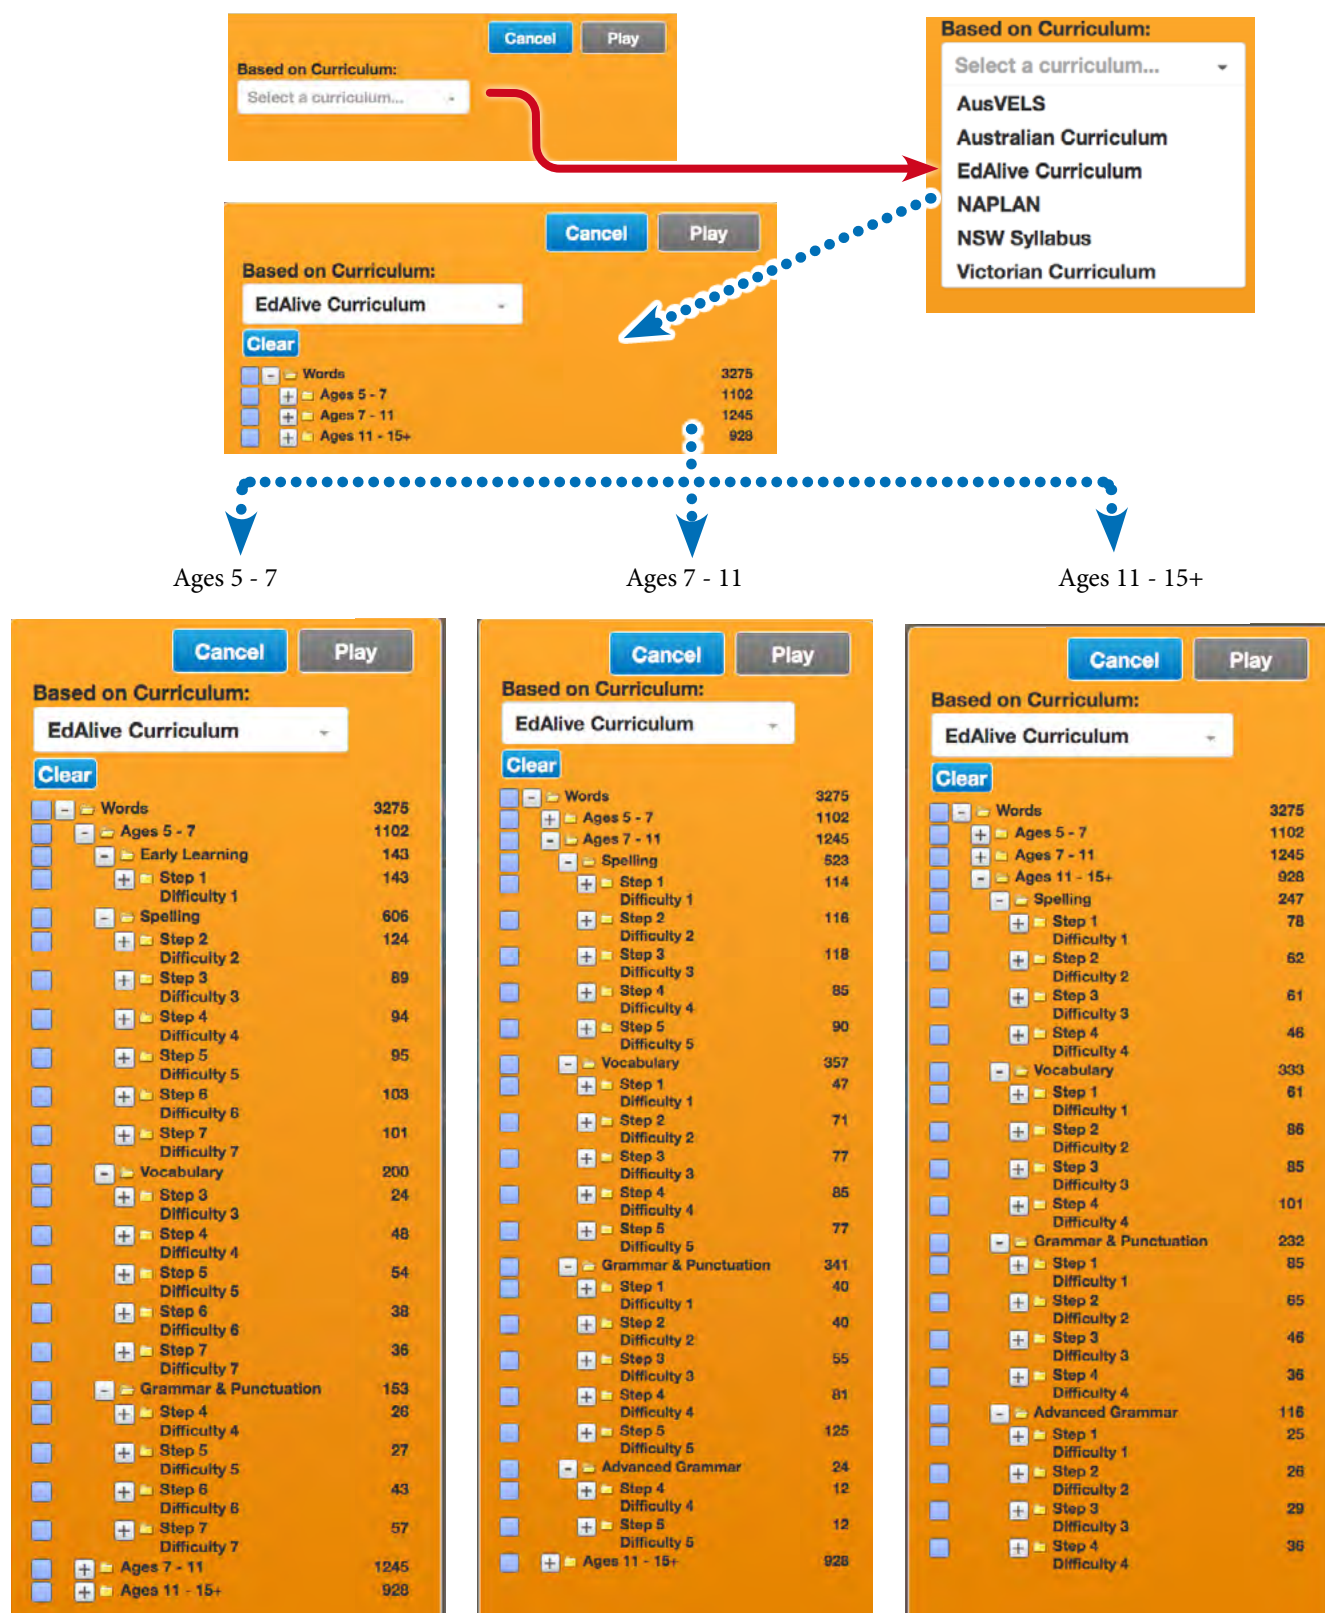 Cancel Play
Based on Curriculum:
Select a curriculum...
Based on Curriculum:
Select a curriculum...
AusVELS
Australian Curriculum
EdAlive Curriculum
NAPLAN
NSW Syllabus
Victorian Curriculum
Cancel Play
Based on Curriculum:
EdAlive Curriculum
Clear
Words 3275
Ages 5 - 7 1102
Ages 7 - 11 1245
Ages 11 - 15+ 928
Ages 5 - 7
Ages 7 - 11
Ages 11 - 15+
Cancel Play
Based on Curriculum:
EdAlive Curriculum
Clear
Words 3275
Ages 5 - 7 1102
Early Learning 143
Step 1 143
Difficulty 1
Spelling 606
Step 2 124
Difficulty 2
Step 3 89
Difficulty 3
Step 4 94
Difficulty 4
Step 5 95
Difficulty 5
Step 6 103
Difficulty 6
Step 7 101
Difficulty 7
Vocabulary 200
Step 3 24
Difficulty 3
Step 4 48
Difficulty 4
Step 5 54
Difficulty 5
Step 6 38
Difficulty 6
Step 7 36
Difficulty 7
Grammar & Punctuation 153
Step 4 26
Difficulty 4
Step 5 27
Difficulty 5
Step 6 43
Difficulty 6
Step 7 57
Difficulty 7
Ages 7 - 11 1245
Ages 11 - 15+ 928
Cancel Play
Based on Curriculum:
EdAlive Curriculum
Clear
Words 3275
Ages 5 - 7 1102
Ages 7 - 11 1245
Spelling 523
Step 1 114
Difficulty 1
Step 2 116
Difficulty 2
Step 3 118
Difficulty 3
Step 4 85
Difficulty 4
Step 5 90
Difficulty 5
Vocabulary 357
Step 1 47
Difficulty 1
Step 2 71
Difficulty 2
Step 3 77
Difficulty 3
Step 4 85
Difficulty 4
Step 5 77
Difficulty 5
Grammar & Punctuation 341
Step 1 40
Difficulty 1
Step 2 40
Difficulty 2
Step 3 55
Difficulty 3
Step 4 81
Difficulty 4
Step 5 125
Difficulty 5
Advanced Grammar 24
Step 4 12
Difficulty 4
Step 5 12
Difficulty 5
Ages 11 - 15+ 928
Cancel Play
Based on Curriculum:
EdAlive Curriculum
Clear
Words 3275
Ages 5 - 7 1102
Ages 7 - 11 1245
Ages 11 - 15+ 928
Spelling 247
Step 1 78
Difficulty 1
Step 2 62
Difficulty 2
Step 3 61
Difficulty 3
Step 4 46
Difficulty 4
Vocabulary 333
Step 1 61
Difficulty 1
Step 2 86
Difficulty 2
Step 3 85
Difficulty 3
Step 4 101
Difficulty 4
Grammar & Punctuation 232
Step 1 85
Difficulty 1
Step 2 65
Difficulty 2
Step 3 46
Difficulty 3
Step 4 36
Difficulty 4
Advanced Grammar 116
Step 1 25
Difficulty 1
Step 2 26
Difficulty 2
Step 3 29
Difficulty 3
Step 4 36
Difficulty 4